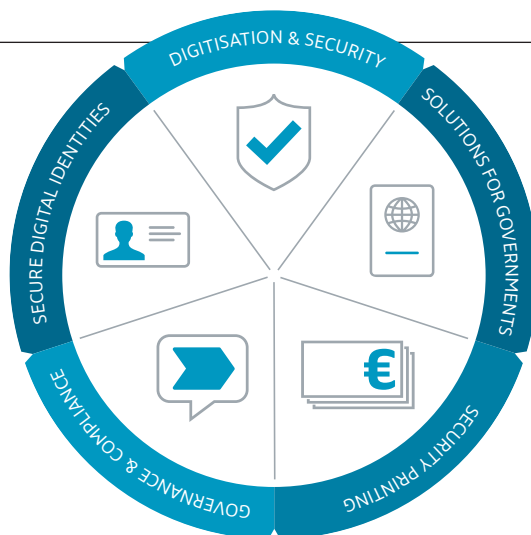 DIGITISATION & SECURITY
SOLUTIONS FOR GOVERNMENTS
SECURITY PRINTING
GOVERNANCE & COMPLIANCE
SECURE DIGITAL IDENTITIES
€